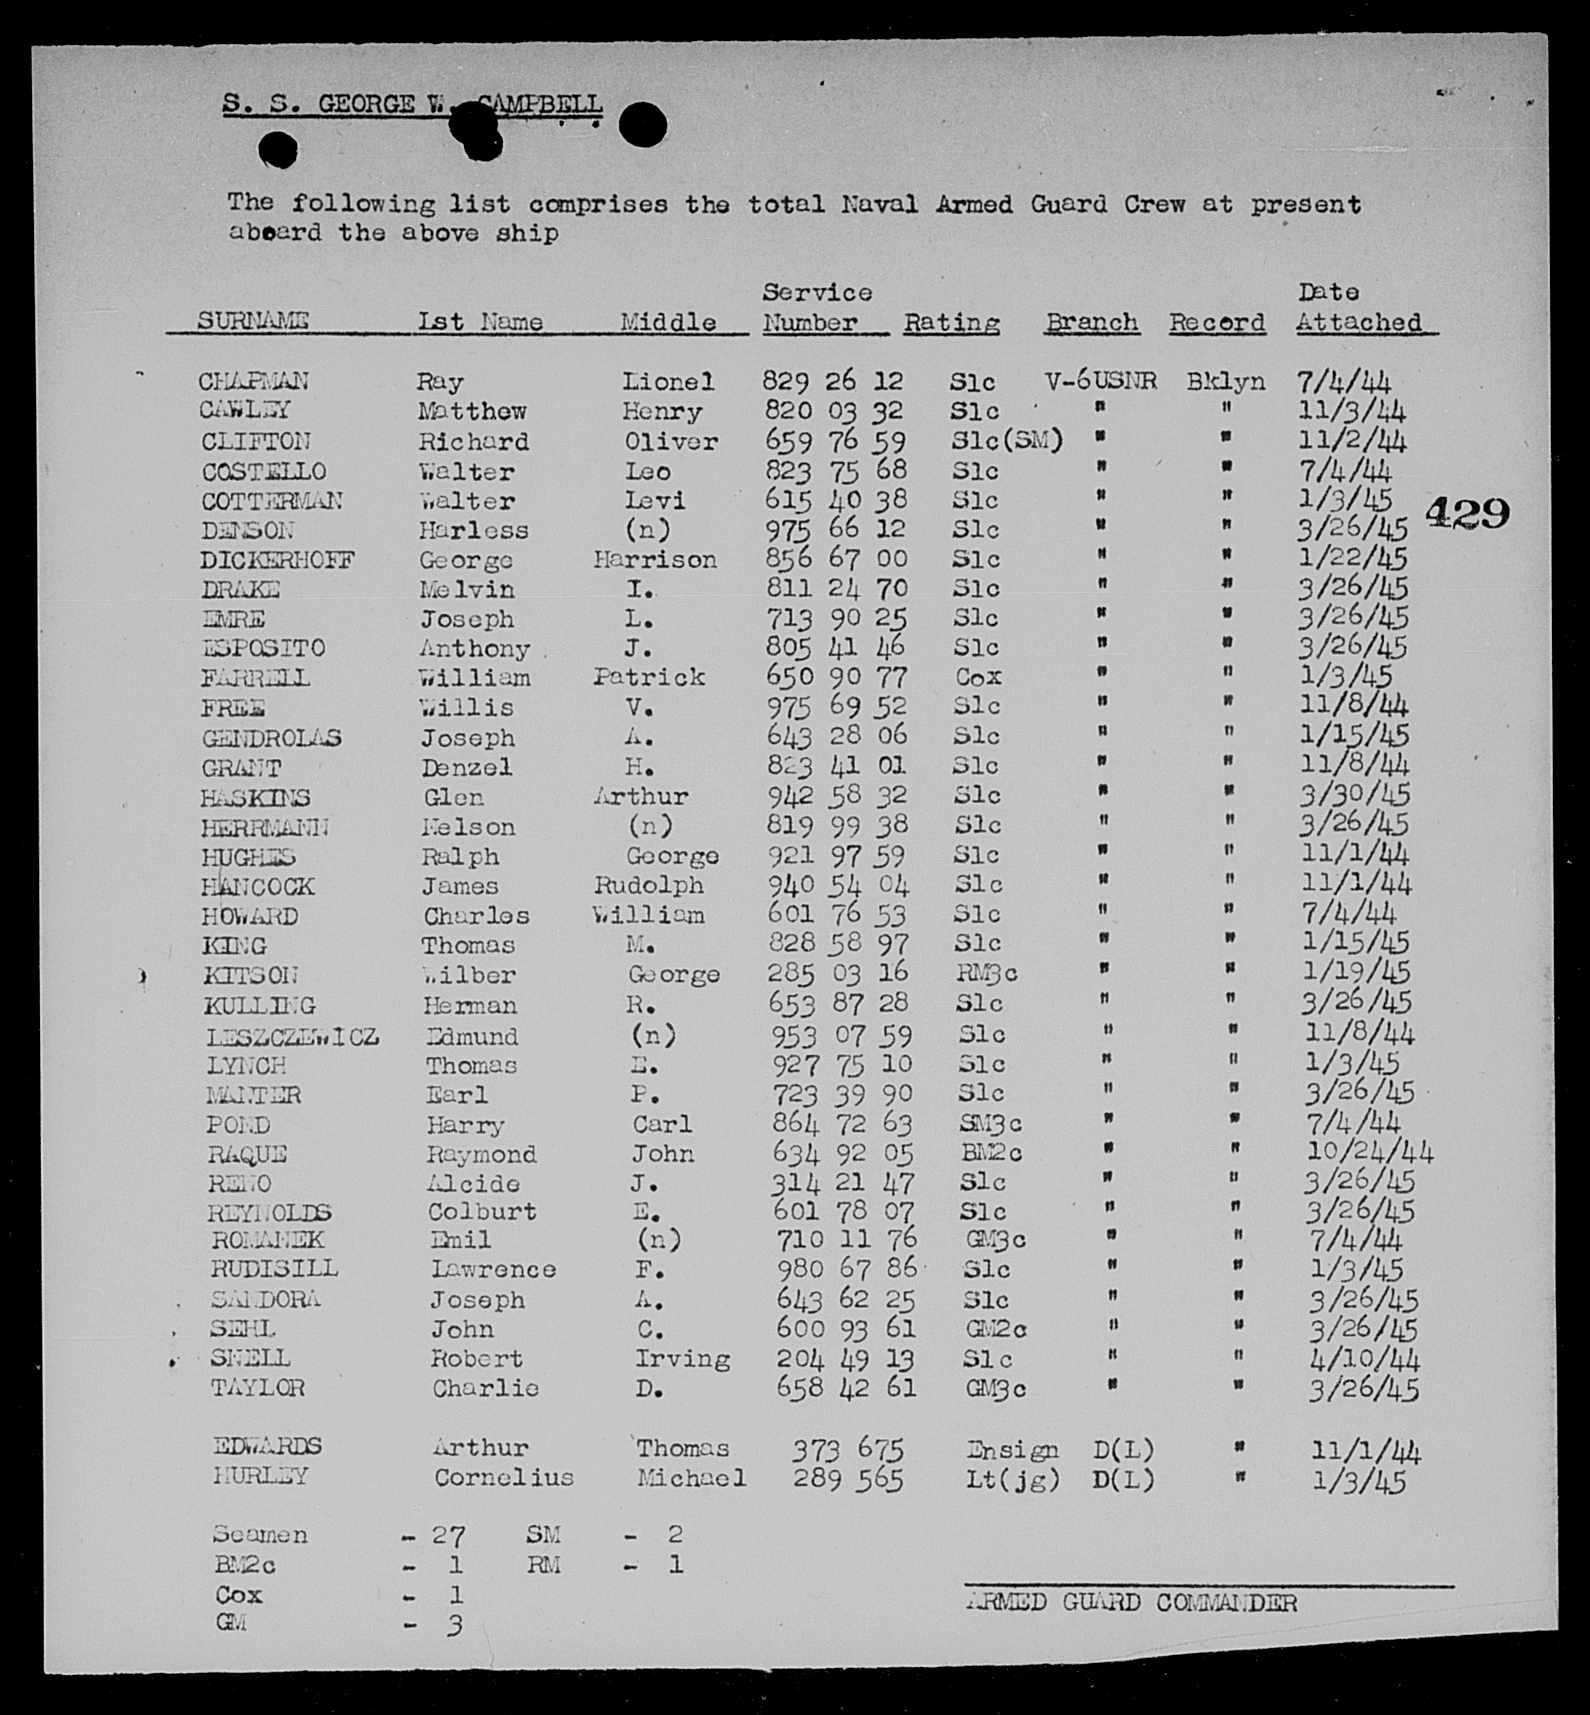 S. S. GEORGE W. CAMPBELL
The following list comprises the total Naval Armed Guard Crew at present
aboard the above ship
Service Date
SURNAME 1st Name Middle Number Rating Branch Record Attached
CHAPMAN Ray Lionel 829 26 12 S1c V-6USNR Bklyn 7/4/44
CAWLEY Matthew Henry 820 03 32 S1c " " 11/3/44
CLIFTON Richard Oliver 659 76 59 S1c(SM) " " 11/2/44
COSTELLO Walter Leo 823 75 68 S1c " " 7/4/44
COTTERMAN Walter Levi 615 40 38 S1c " " 1/3/45
429
DENSON Harless (n) 975 66 12 S1c " " 3/26/45
DICKERHOFF George Harrison 856 67 00 S1c " " 1/22/45
DRAKE Melvin I. 811 24 70 S1c " " 3/26/45
EMRE Joseph L. 713 90 25 S1c " " 3/26/45
ESPOSITO Anthony J. 805 41 46 S1c " " 3/26/45
FARRELL William Patrick 650 90 77 Cox " " 1/3/45
FREE Willis V. 975 69 52 S1c " " 11/8/44
GENDROLAS Joseph A. 643 28 06 S1c " " 1/15/45
GRANT Denzel H. 823 41 01 S1c " " 11/8/44
HASKINS Glen Arthur 942 58 32 S1c " " 3/30/45
HERRMANN Nelson (n) 819 99 38 S1c " " 3/26/45
HUGHES Ralph George 921 97 59 S1c " " 11/1/44
HANCOCK James Rudolph 940 54 04 S1c " " 11/1/44
HOWARD Charles William 601 76 53 S1c " " 7/4/44
KING Thomas M. 828 58 97 S1c " " 1/15/45
KITSON Wilber George 285 03 16 RM3c " " 1/19/45
KULLING Herman R. 653 87 28 S1c " " 3/26/45
LESZCZEWICZ Edmund (n) 953 07 59 S1c " " 11/8/44
LYNCH Thomas E. 927 75 10 S1c " " 1/3/45
MANTER Earl P. 723 39 90 S1c " " 3/26/45
POND Harry Carl 864 72 63 SM3c " " 7/4/44
RAQUE Raymond John 634 92 05 BM2c " " 10/24/44
RENO Alcide J. 314 21 47 S1c " " 3/26/45
REYNOLDS Colburt E. 601 78 07 S1c " " 3/26/45
ROMANEK Emil (n) 710 11 76 GM3c " " 7/4/44
RUDISILL Lawrence F. 980 67 86 S1c " " 1/3/45
SANDORA Joseph A. 643 62 25 S1c " " 3/26/45
SEHL John C. 600 93 61 GM2c " " 3/26/45
SNELL Robert Irving 204 49 13 S1c " " 4/10/44
TAYLOR Charlie D. 658 42 61 GM3c " " 3/26/45
EDWARDS Arthur Thomas 373 675 Ensign D(L) " 11/1/44
HURLEY Cornelius Michael 289 565 Lt(jg) D(L) " 1/3/45
Seamen - 27 SM - 2
BM2c - 1 RM - 1
Cox - 1
ARMED GUARD COMMANDER
GM - 3